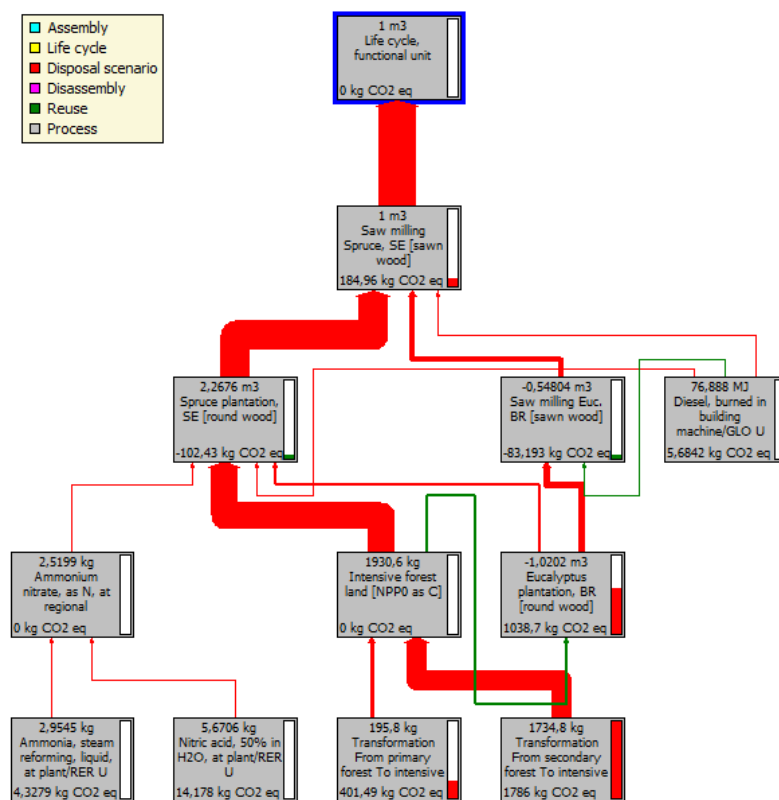 Assembly
Life cycle
Disposal scenario
Disassembly
Reuse
Process
1 m3
Life cycle,
functional unit
0 kg CO2 eq
1 m3
Saw milling
Spruce, SE [sawn
wood]
184,96 kg CO2 eq
2,2676 m3
Spruce plantation,
SE [round wood]
-102,43 kg CO2 eq
-0,54804 m3
Saw milling Euc.
BR [sawn wood]
-83,193 kg CO2 eq
76,888 MJ
Diesel, burned in
building
machine/GLO U
5,6842 kg CO2 eq
2,5199 kg
Ammonium
nitrate, as N, at
regional
0 kg CO2 eq
1930,6 kg
Intensive forest
land [NPP0 as C]
0 kg CO2 eq
-1,0202 m3
Eucalyptus
plantation, BR
[round wood]
1038,7 kg CO2 eq
2,9545 kg
Ammonia, steam
reforming, liquid,
at plant/RER U
4,3279 kg CO2 eq
5,6706 kg
Nitric acid, 50% in
H2O, at plant/RER
U
14,178 kg CO2 eq
195,8 kg
Transformation
From primary
forest To intensive
401,49 kg CO2 eq
1734,8 kg
Transformation
From secondary
forest To intensive
1786 kg CO2 eq